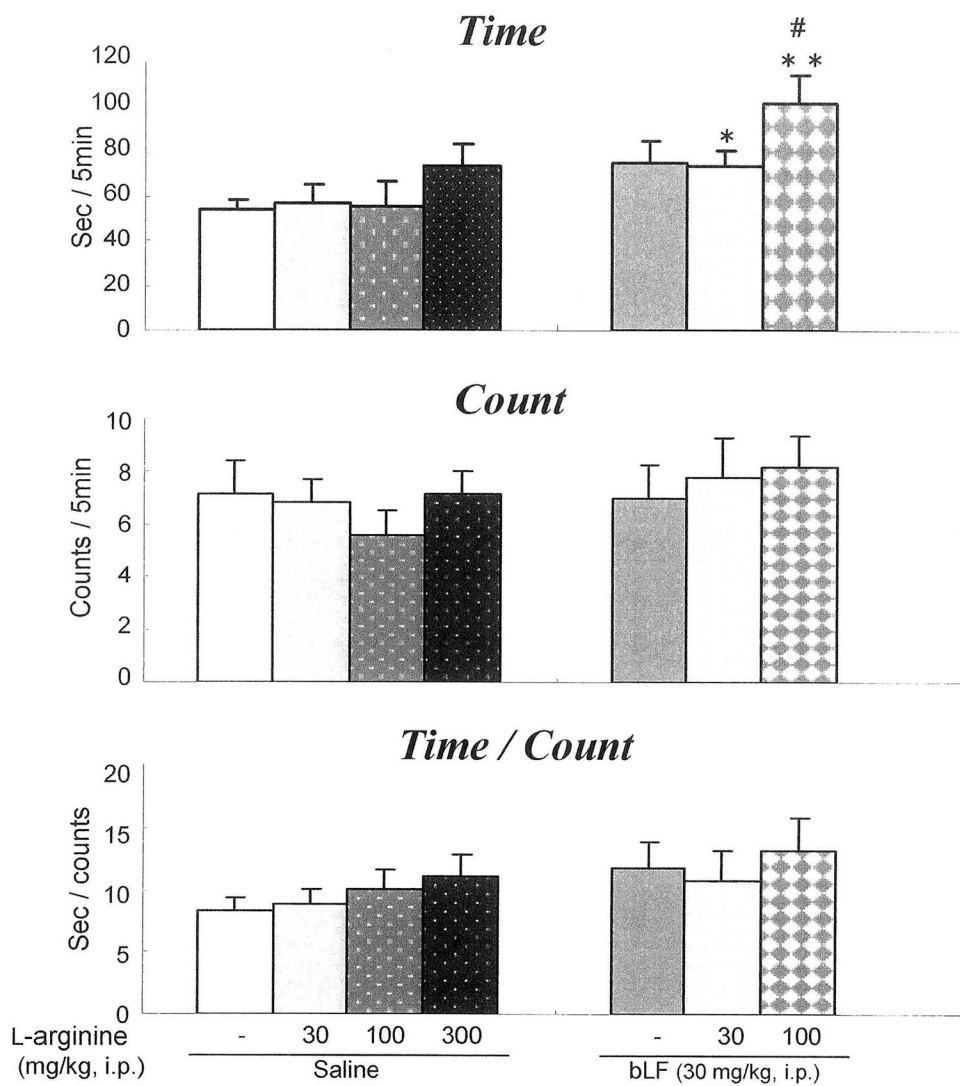 Time
#
* *
*
Sec / 5min
120
100
80
60
40
20
0
Count
Counts / 5min
10
8
6
4
2
0
Time / Count
Sec / counts
20
15
10
5
0
L-arginine - 30 100 300 - 30 100
(mg/kg, i.p.) Saline bLF (30 mg/kg, i.p.)